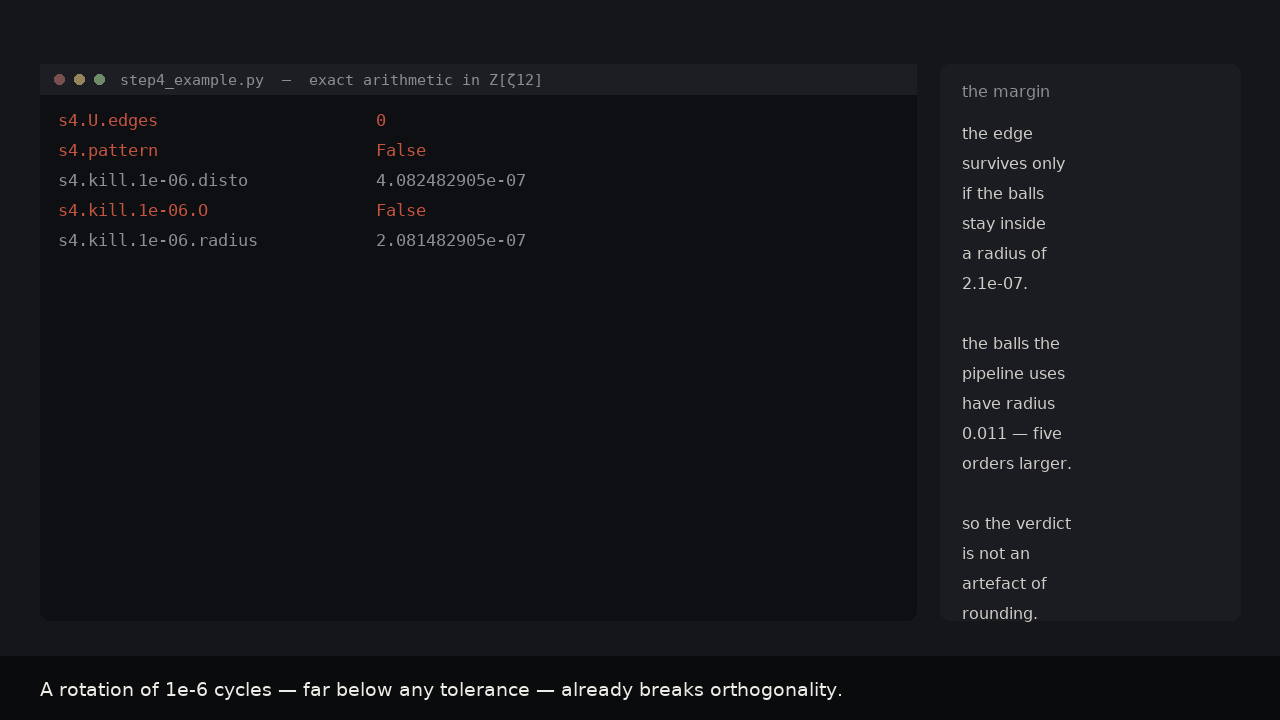 step4_example.py — exact arithmetic in Z[ζ12]
s4.U.edges 0
s4.pattern False
s4.kill.1e-06.disto 4.082482905e-07
s4.kill.1e-06.O False
s4.kill.1e-06.radius 2.081482905e-07
the margin
the edge
survives only
if the balls
stay inside
a radius of
2.1e-07.
the balls the
pipeline uses
have radius
0.011 — five
orders larger.
so the verdict
is not an
artefact of
rounding.
A rotation of 1e-6 cycles — far below any tolerance — already breaks orthogonality.